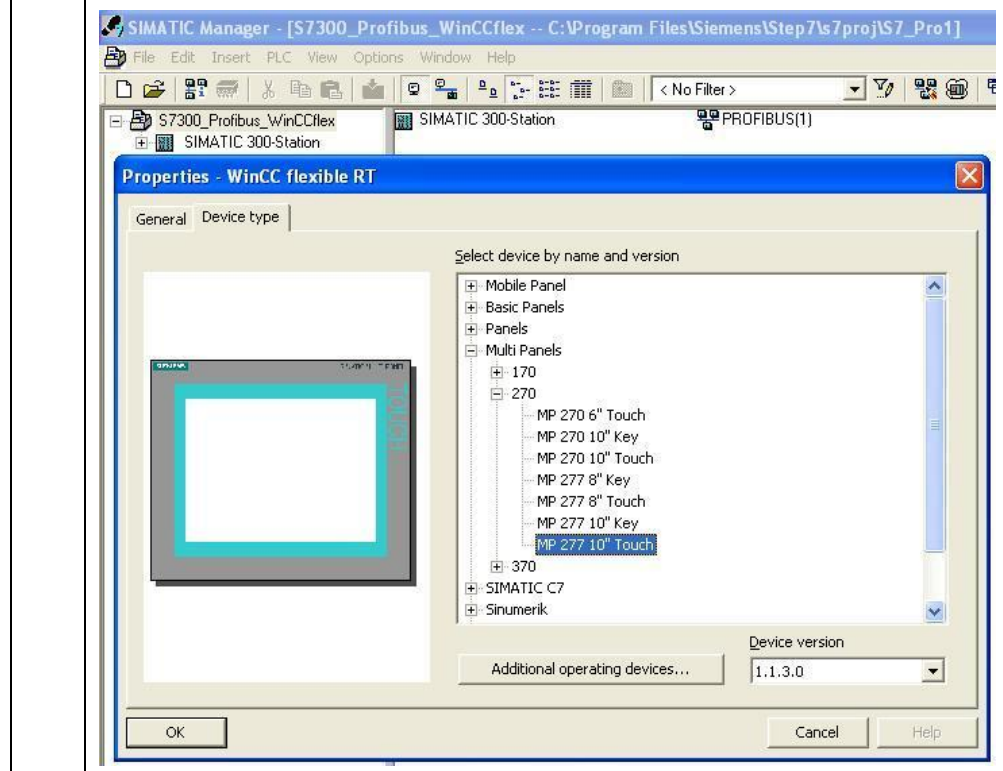 SIMATIC Manager - [S7300_Profibus_WinCCflex -- C:\Program Files\Siemens\Step7\s7proj\S7_Pro1]
File Edit Insert PLC View Options Window Help
< No Filter >
S7300_Profibus_WinCCflex
SIMATIC 300-Station
SIMATIC 300-Station
PROFIBUS(1)
Properties - WinCC flexible RT
General
Device type
Select device by name and version
Mobile Panel
Basic Panels
Panels
Multi Panels
170
270
MP 270 6" Touch
MP 270 10" Key
MP 270 10" Touch
MP 277 8" Key
MP 277 8" Touch
MP 277 10" Key
MP 277 10" Touch
370
SIMATIC C7
Sinumerik
SIEMENS
Additional operating devices...
Device version
1.1.3.0
OK
Cancel
Help